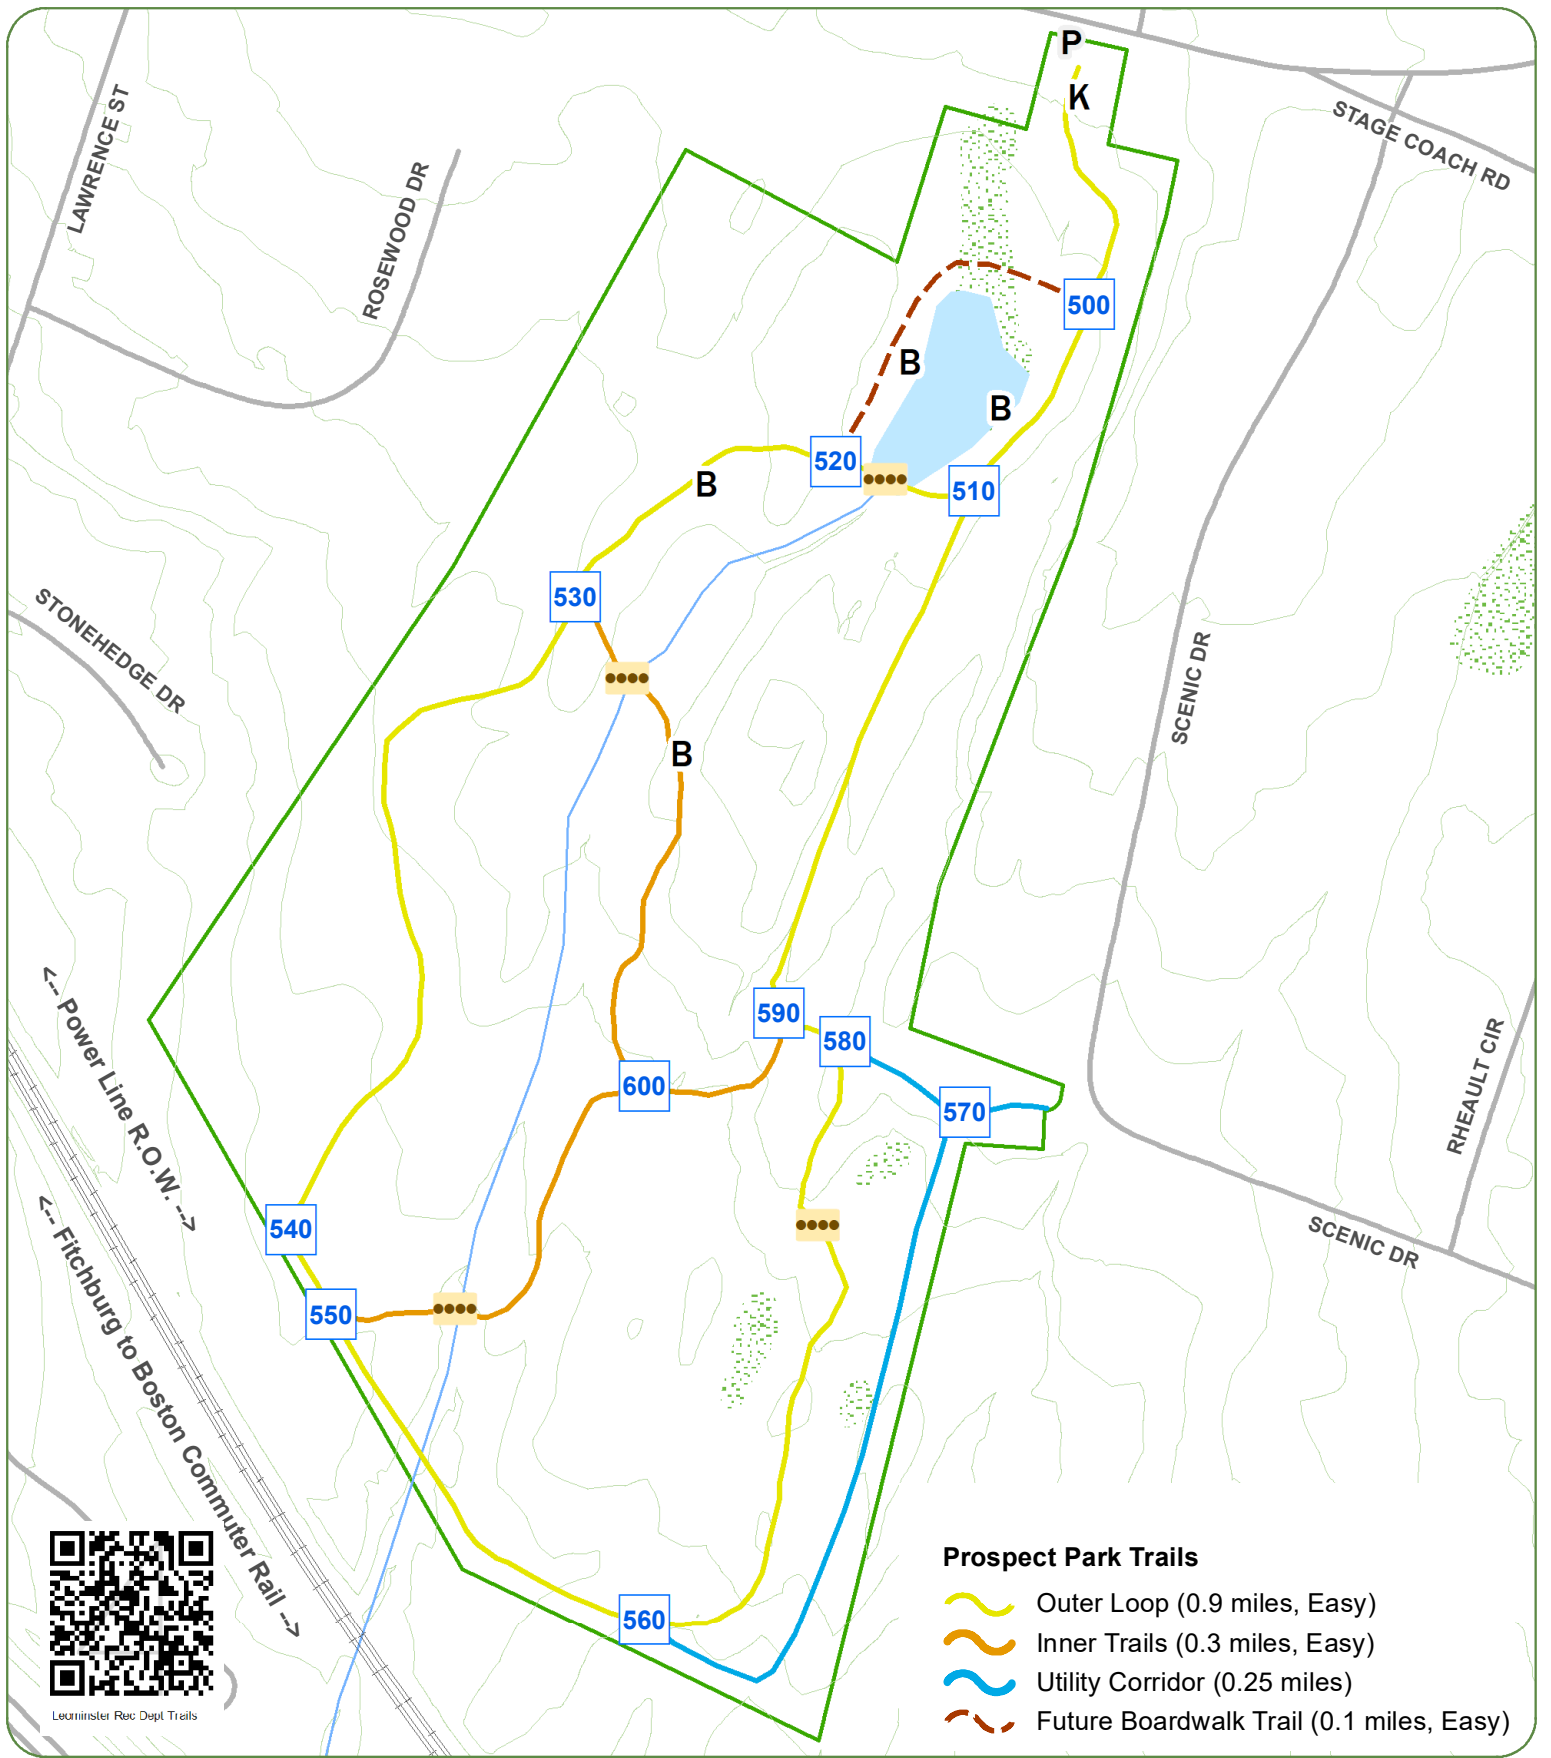 P
K
STAGE COACH RD
LAWRENCE ST
ROSEWOOD DR
500
B
B
520
510
B
530
STONEHEDGE DR
SCENIC DR
B
590
580
600
570
<--- Power Line R.O.W. --->
RHEAULT CIR
540
SCENIC DR
550
<--- Fitchburg to Boston Commuter Rail --->
560
Prospect Park Trails
Outer Loop (0.9 miles, Easy)
Inner Trails (0.3 miles, Easy)
Utility Corridor (0.25 miles)
Future Boardwalk Trail (0.1 miles, Easy)
Leominster Rec Dept Trails